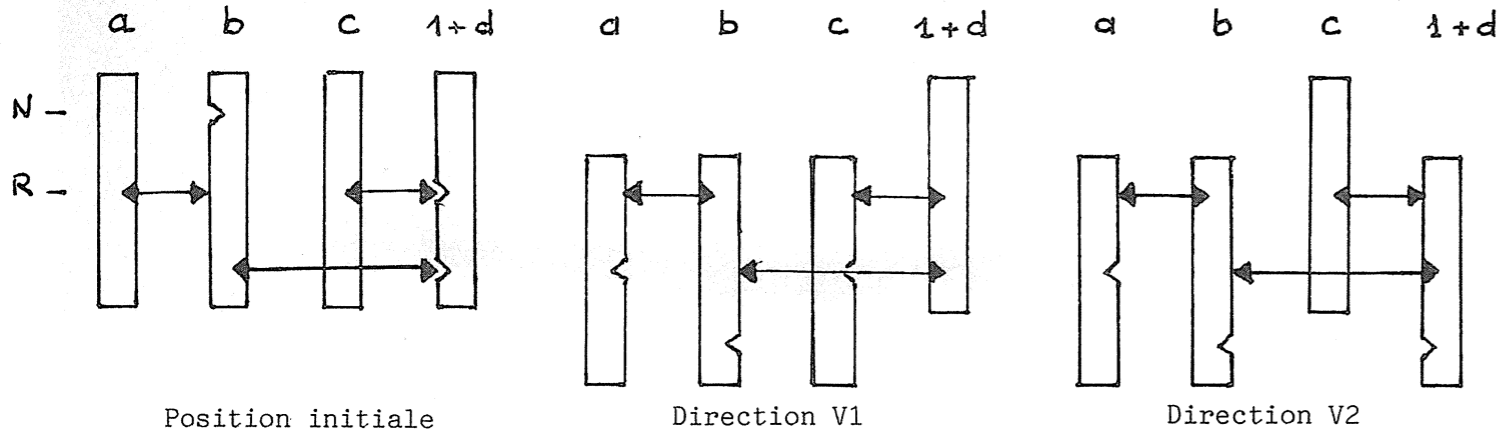 a b c 1+d a b c 1+d a b c 1+d
N -
R -
Position initiale Direction V1 Direction V2